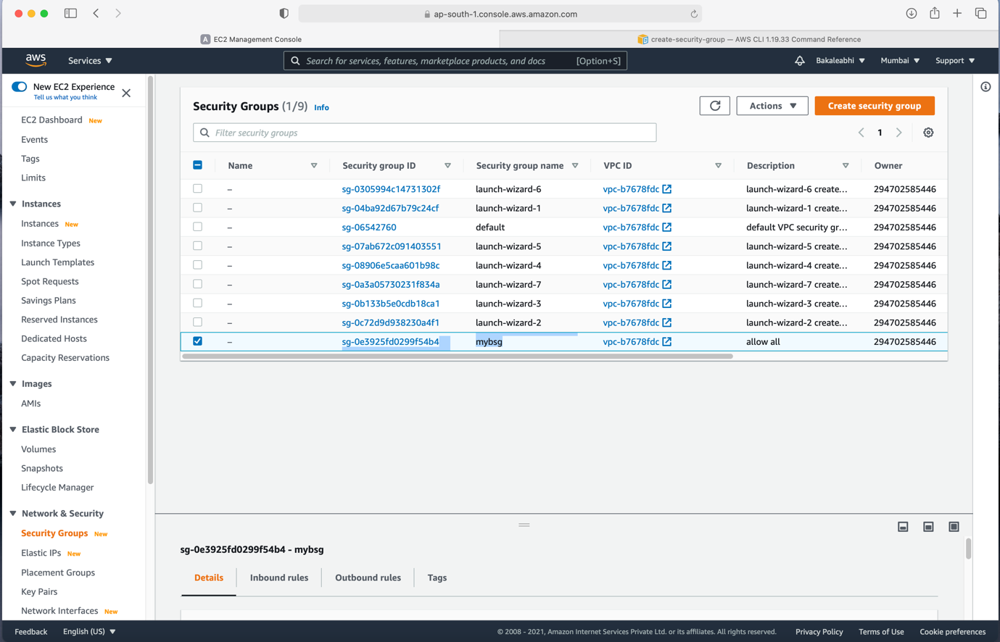 ap-south-1.console.aws.amazon.com
A EC2 Management Console
create-security-group — AWS CLI 1.19.33 Command Reference
aws
Services
Search for services, features, marketplace products, and docs [Option+S]
Bakaleabhi
Mumbai
Support
New EC2 Experience
Tell us what you think
EC2 Dashboard New
Events
Tags
Limits
Instances
Instances New
Instance Types
Launch Templates
Spot Requests
Savings Plans
Reserved Instances
Dedicated Hosts
Capacity Reservations
Images
AMIs
Elastic Block Store
Volumes
Snapshots
Lifecycle Manager
Network & Security
Security Groups New
Elastic IPs New
Placement Groups
Key Pairs
Network Interfaces New
Security Groups (1/9) Info
Actions
Create security group
Filter security groups
1
Name Security group ID Security group name VPC ID Description Owner
– sg-0305994c14731302f launch-wizard-6 vpc-b7678fdc launch-wizard-6 create... 294702585446
– sg-04ba92d67b79c24cf launch-wizard-1 vpc-b7678fdc launch-wizard-1 create... 294702585446
– sg-06542760 default vpc-b7678fdc default VPC security gr... 294702585446
– sg-07ab672c091403551 launch-wizard-5 vpc-b7678fdc launch-wizard-5 create... 294702585446
– sg-08906e5caa601b98c launch-wizard-4 vpc-b7678fdc launch-wizard-4 create... 294702585446
– sg-0a3a05730231f834a launch-wizard-7 vpc-b7678fdc launch-wizard-7 create... 294702585446
– sg-0b133b5e0cdb18ca1 launch-wizard-3 vpc-b7678fdc launch-wizard-3 create... 294702585446
– sg-0c72d9d938230a4f1 launch-wizard-2 vpc-b7678fdc launch-wizard-2 create... 294702585446
– sg-0e3925fd0299f54b4 mybsg vpc-b7678fdc allow all 294702585446
sg-0e3925fd0299f54b4 - mybsg
Details
Inbound rules
Outbound rules
Tags
Feedback
English (US)
© 2008 - 2021, Amazon Internet Services Private Ltd. or its affiliates. All rights reserved.
Privacy Policy
Terms of Use
Cookie preferences